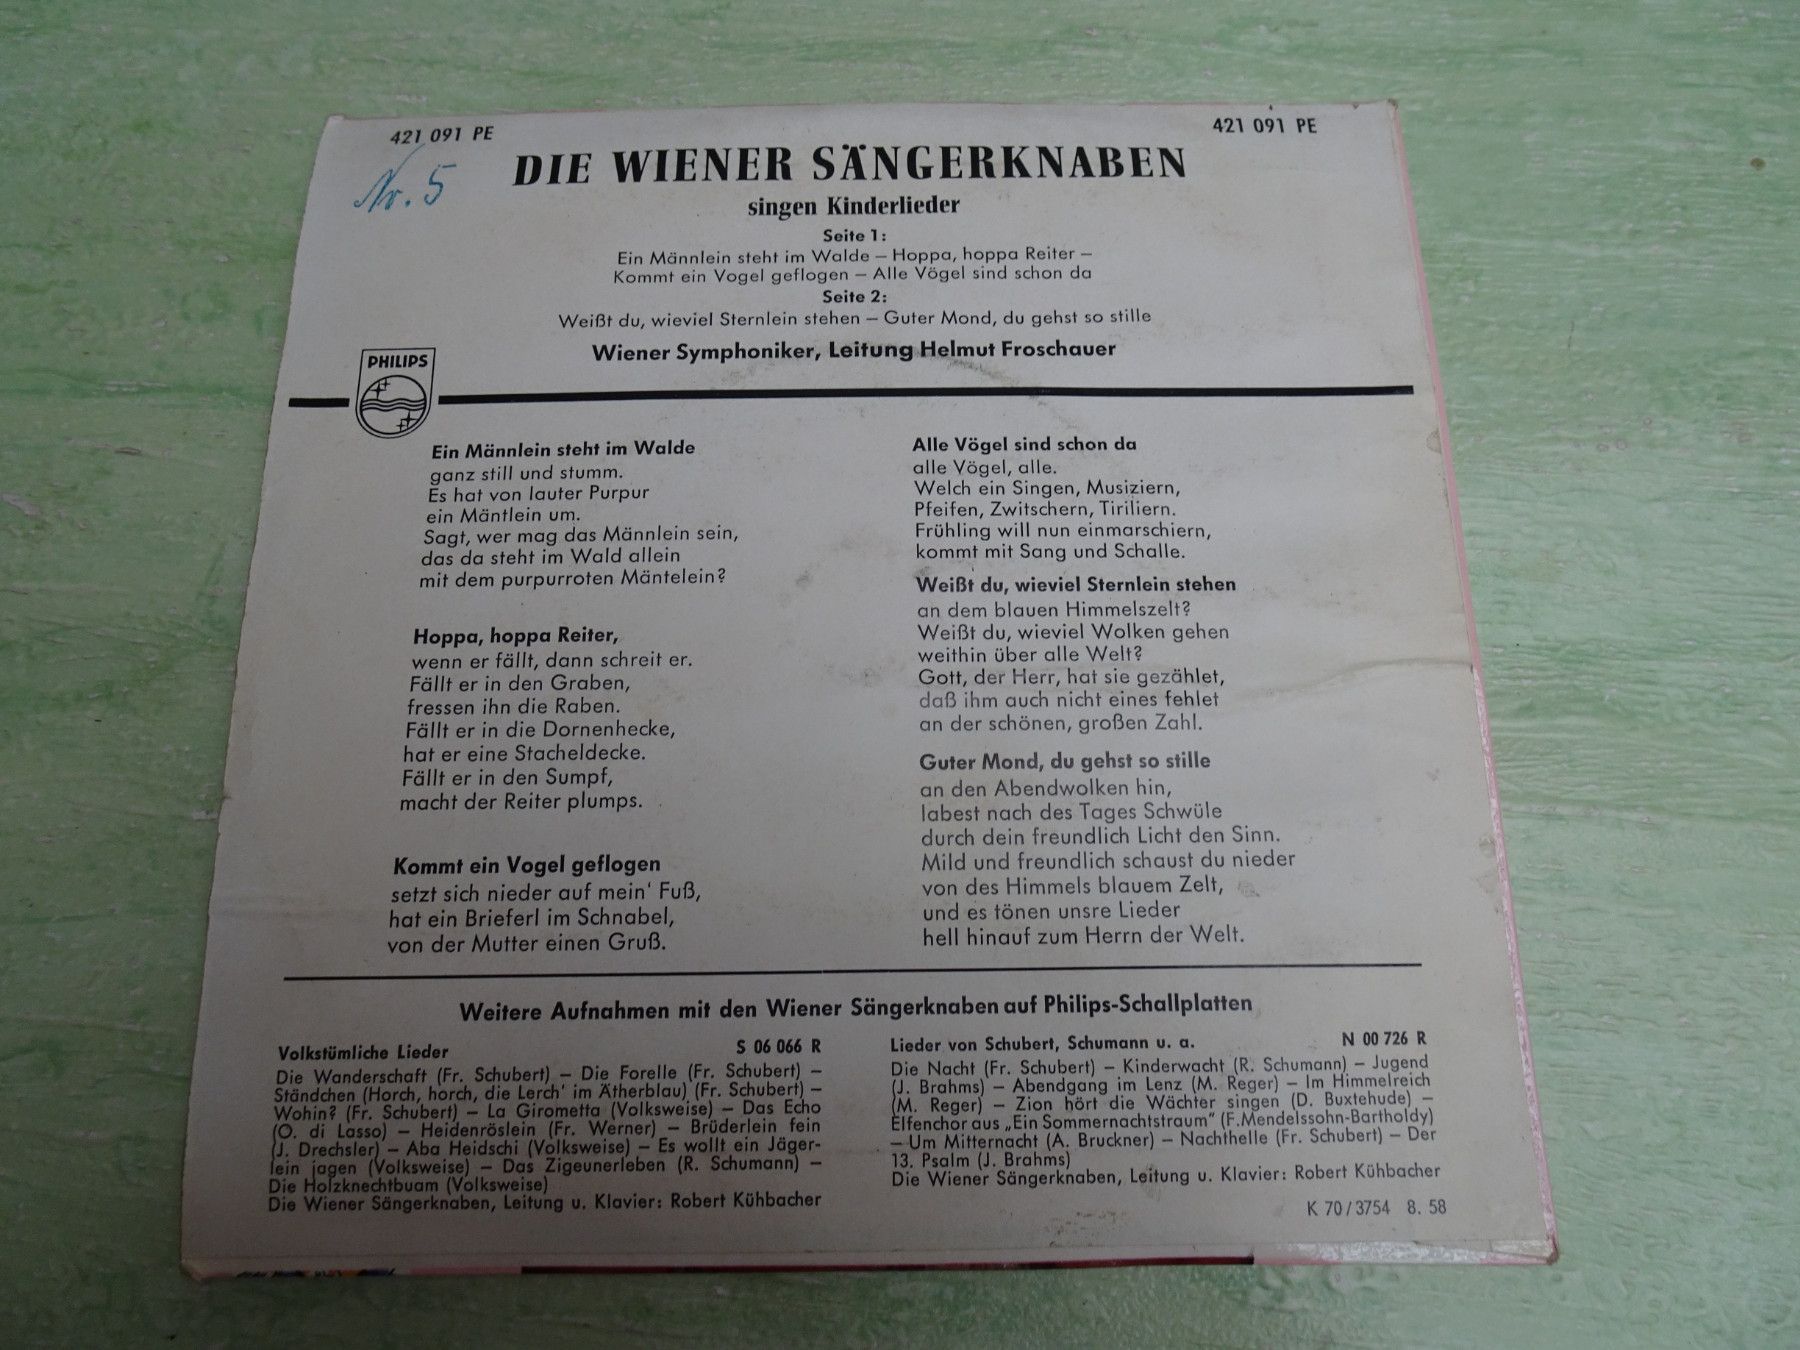 421 091 PE
421 091 PE
Nr. 5
DIE WIENER SÄNGERKNABEN
singen Kinderlieder
Seite 1:
Ein Männlein steht im Walde – Hoppa, hoppa Reiter –
Kommt ein Vogel geflogen – Alle Vögel sind schon da
Seite 2:
Weißt du, wieviel Sternlein stehen – Guter Mond, du gehst so stille
Wiener Symphoniker, Leitung Helmut Froschauer
PHILIPS
Ein Männlein steht im Walde
ganz still und stumm.
Es hat von lauter Purpur
ein Mäntlein um.
Sagt, wer mag das Männlein sein,
das da steht im Wald allein
mit dem purpurroten Mäntelein?
Hoppa, hoppa Reiter,
wenn er fällt, dann schreit er.
Fällt er in den Graben,
fressen ihn die Raben.
Fällt er in die Dornenhecke,
hat er eine Stacheldecke.
Fällt er in den Sumpf,
macht der Reiter plumps.
Kommt ein Vogel geflogen
setzt sich nieder auf mein' Fuß,
hat ein Brieferl im Schnabel,
von der Mutter einen Gruß.
Alle Vögel sind schon da
alle Vögel, alle.
Welch ein Singen, Musiziern,
Pfeifen, Zwitschern, Tiriliern.
Frühling will nun einmarschiern,
kommt mit Sang und Schalle.
Weißt du, wieviel Sternlein stehen
an dem blauen Himmelszelt?
Weißt du, wieviel Wolken gehen
weithin über alle Welt?
Gott, der Herr, hat sie gezählet,
daß ihm auch nicht eines fehlet
an der schönen, großen Zahl.
Guter Mond, du gehst so stille
an den Abendwolken hin,
labest nach des Tages Schwüle
durch dein freundlich Licht den Sinn.
Mild und freundlich schaust du nieder
von des Himmels blauem Zelt,
und es tönen unsre Lieder
hell hinauf zum Herrn der Welt.
Weitere Aufnahmen mit den Wiener Sängerknaben auf Philips-Schallplatten
Volkstümliche Lieder S 06 066 R
Die Wanderschaft (Fr. Schubert) – Die Forelle (Fr. Schubert) –
Ständchen (Horch, horch, die Lerch' im Ätherblau) (Fr. Schubert) –
Wohin? (Fr. Schubert) – La Girometta (Volksweise) – Das Echo
(O. di Lasso) – Heidenröslein (Fr. Werner) – Brüderlein fein
(J. Drechsler) – Aba Heidschi (Volksweise) – Es wollt ein Jäger-
lein jagen (Volksweise) – Das Zigeunerleben (R. Schumann) –
Die Holzknechtbuam (Volksweise)
Die Wiener Sängerknaben, Leitung u. Klavier: Robert Kühbacher
Lieder von Schubert, Schumann u. a. N 00 726 R
Die Nacht (Fr. Schubert) – Kinderwacht (R. Schumann) – Jugend
(J. Brahms) – Abendgang im Lenz (M. Reger) – Im Himmelreich
(M. Reger) – Zion hört die Wächter singen (D. Buxtehude) –
Elfenchor aus „Ein Sommernachtstraum" (F.Mendelssohn-Bartholdy)
– Um Mitternacht (A. Bruckner) – Nachthelle (Fr. Schubert) – Der
13. Psalm (J. Brahms)
Die Wiener Sängerknaben, Leitung u. Klavier: Robert Kühbacher
K 70/3754 8. 58